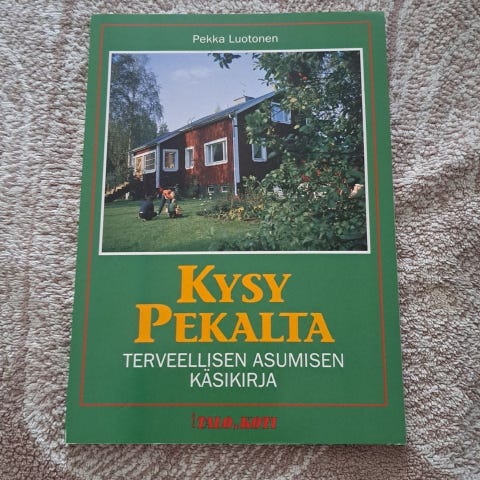 Pekka Luotonen
KYSY
PEKALTA
TERVEELLISEN ASUMISEN
KÄSIKIRJA